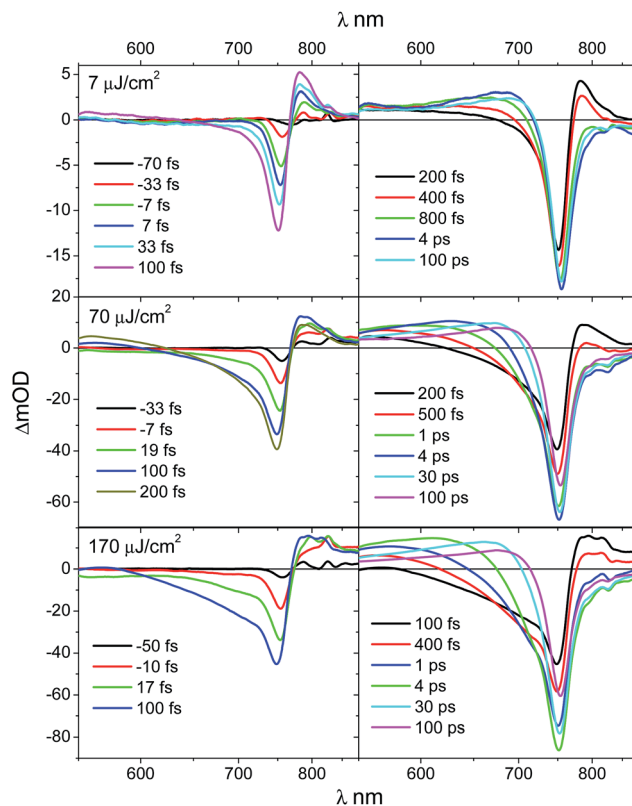 λ nm
600 700 800 600 700 800
7 μJ/cm²
5
0
-5
-10
-15
-70 fs
-33 fs
-7 fs
7 fs
33 fs
100 fs
200 fs
400 fs
800 fs
4 ps
100 ps
70 μJ/cm²
20
0
-20
-40
-60
-33 fs
-7 fs
19 fs
100 fs
200 fs
200 fs
500 fs
1 ps
4 ps
30 ps
100 ps
ΔmOD
170 μJ/cm²
0
-20
-40
-60
-80
-50 fs
-10 fs
17 fs
100 fs
100 fs
400 fs
1 ps
4 ps
30 ps
100 ps
600 700 800 600 700 800
λ nm